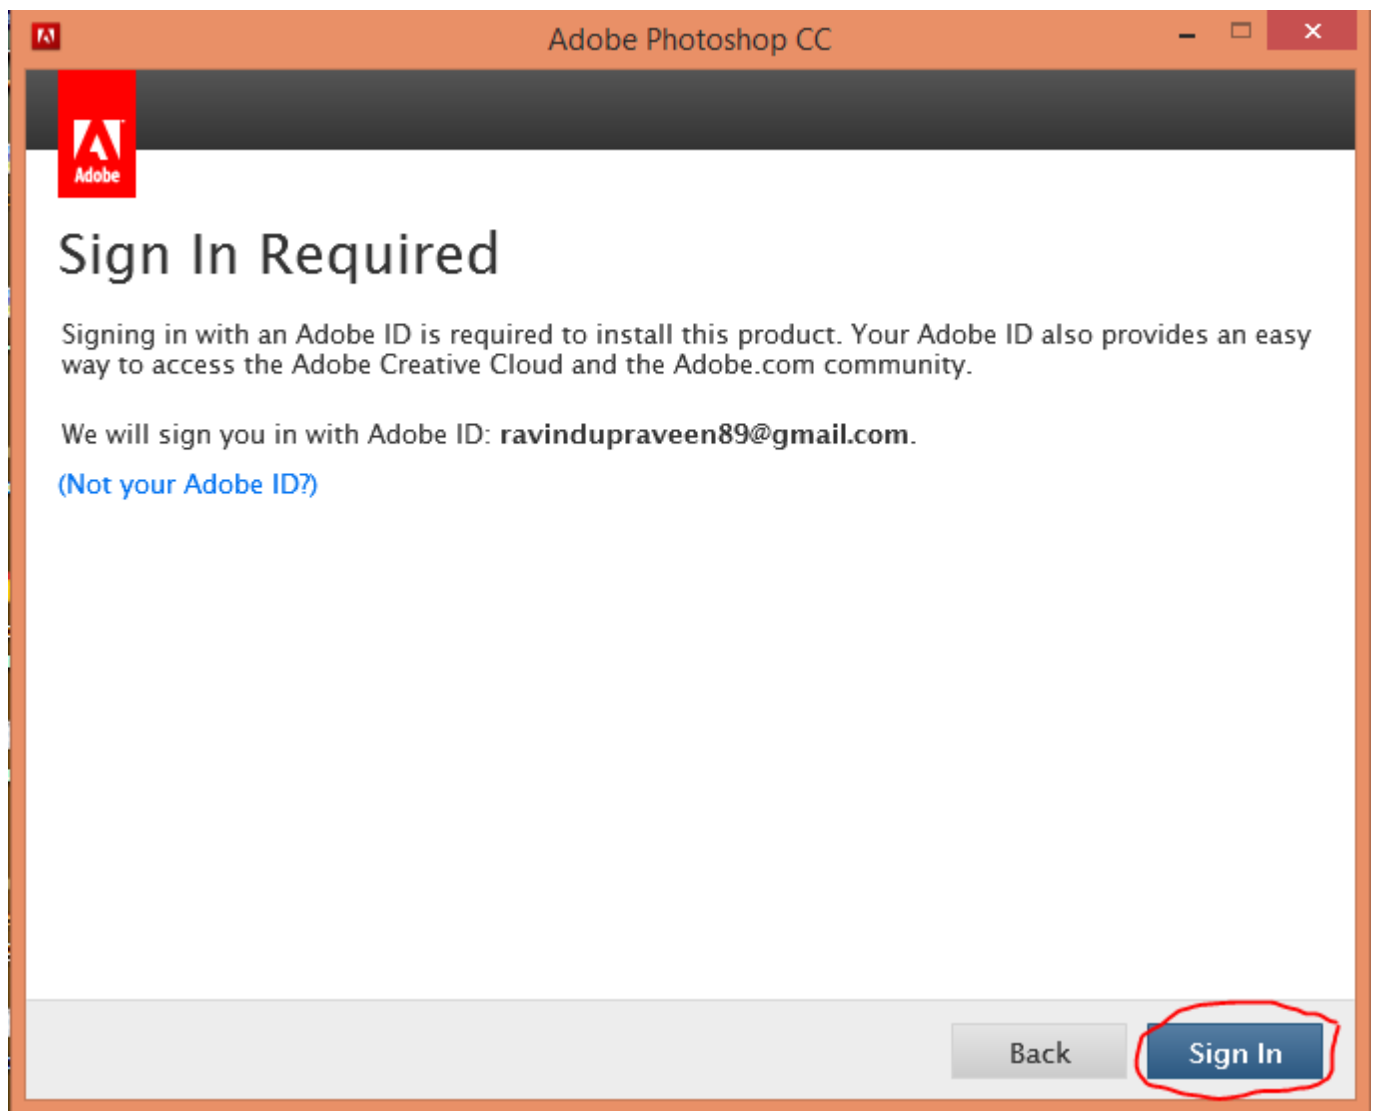 Adobe Photoshop CC
Adobe
Sign In Required
Signing in with an Adobe ID is required to install this product. Your Adobe ID also provides an easy
way to access the Adobe Creative Cloud and the Adobe.com community.
We will sign you in with Adobe ID: ravindupraveen89@gmail.com.
(Not your Adobe ID?)
Back
Sign In